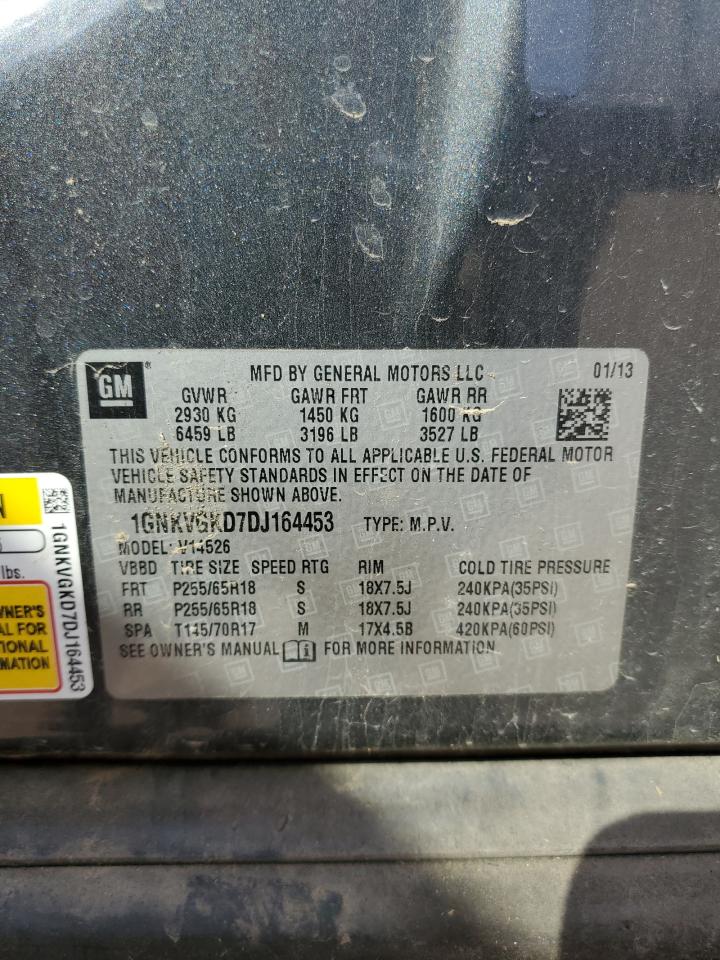 GM
®
MFD BY GENERAL MOTORS LLC
01/13
GVWR GAWR FRT GAWR RR
2930 KG 1450 KG 1600 KG
6459 LB 3196 LB 3527 LB
THIS VEHICLE CONFORMS TO ALL APPLICABLE U.S. FEDERAL MOTOR
VEHICLE SAFETY STANDARDS IN EFFECT ON THE DATE OF
MANUFACTURE SHOWN ABOVE.
1GNKVGKD7DJ164453 TYPE: M.P.V.
MODEL: V14526
VBBD TIRE SIZE SPEED RTG RIM COLD TIRE PRESSURE
FRT P255/65R18 S 18X7.5J 240KPA(35PSI)
RR P255/65R18 S 18X7.5J 240KPA(35PSI)
SPA T145/70R17 M 17X4.5B 420KPA(60PSI)
SEE OWNER'S MANUAL FOR MORE INFORMATION
1GNKVGKD7DJ164453
N
lbs.
WNER'S
AL FOR
TIONAL
MATION